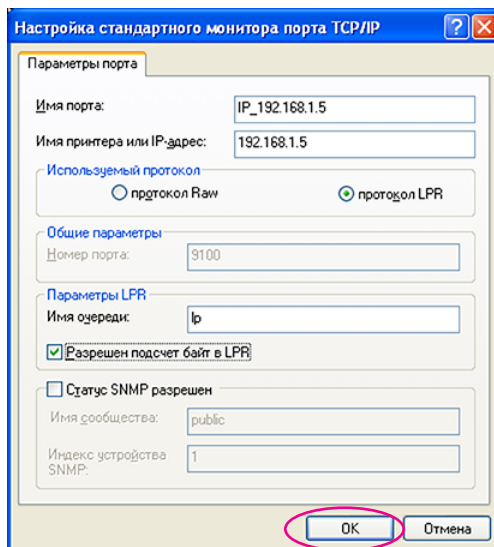 Настройка стандартного монитора порта TCP/IP
Параметры порта
Имя порта: IP_192.168.1.5
Имя принтера или IP-адрес: 192.168.1.5
Используемый протокол
протокол Raw протокол LPR
Общие параметры
Номер порта: 9100
Параметры LPR
Имя очереди: lp
Разрешен подсчет байт в LPR
Статус SNMP разрешен
Имя сообщества: public
Индекс устройства SNMP: 1
OK Отмена